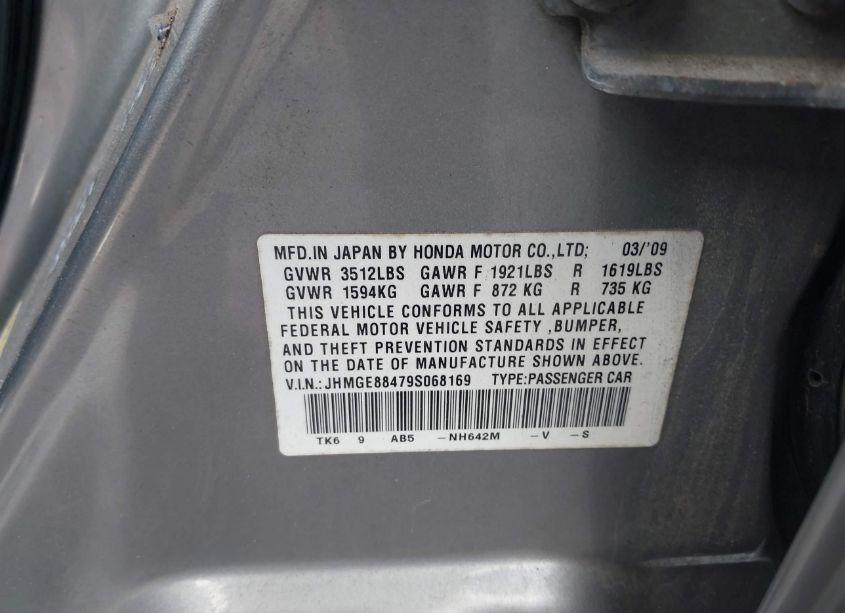 MFD.IN JAPAN BY HONDA MOTOR CO.,LTD; 03/'09
GVWR 3512LBS GAWR F 1921LBS R 1619LBS
GVWR 1594KG GAWR F 872 KG R 735 KG
THIS VEHICLE CONFORMS TO ALL APPLICABLE
FEDERAL MOTOR VEHICLE SAFETY ,BUMPER,
AND THEFT PREVENTION STANDARDS IN EFFECT
ON THE DATE OF MANUFACTURE SHOWN ABOVE.
V.I.N.: JHMGE88479S068169 TYPE:PASSENGER CAR
TK6 9 AB5 -NH642M -V -S